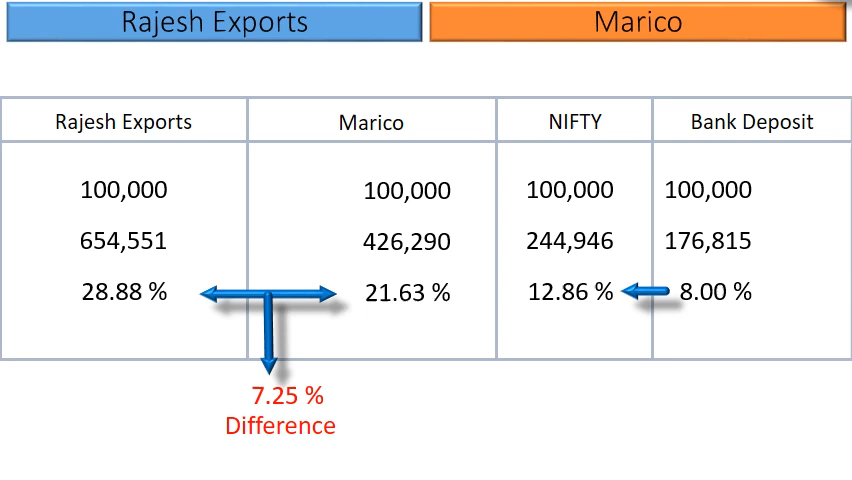 Rajesh Exports Marico
Rajesh Exports Marico NIFTY Bank Deposit
100,000 100,000 100,000 100,000
654,551 426,290 244,946 176,815
28.88 % 21.63 % 12.86 % 8.00 %
7.25 %
Difference